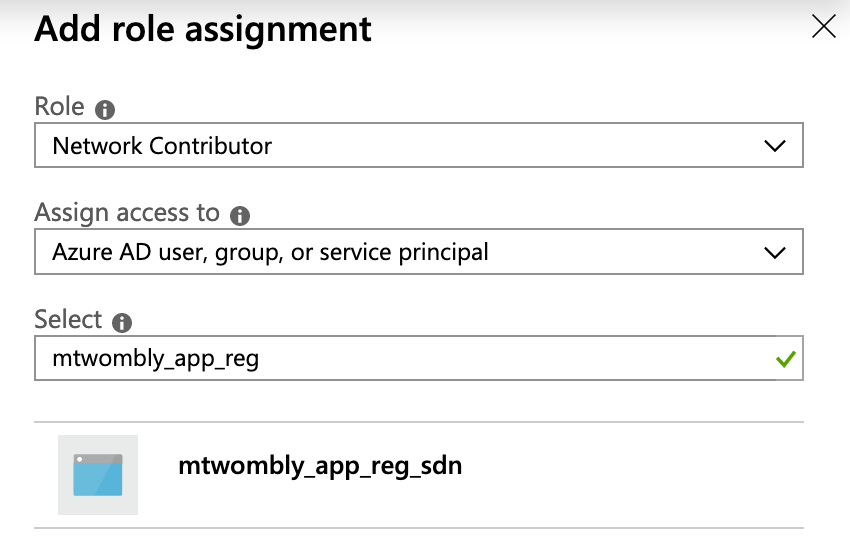 Add role assignment
Role
Network Contributor
Assign access to
Azure AD user, group, or service principal
Select
mtwombly_app_reg
mtwombly_app_reg_sdn